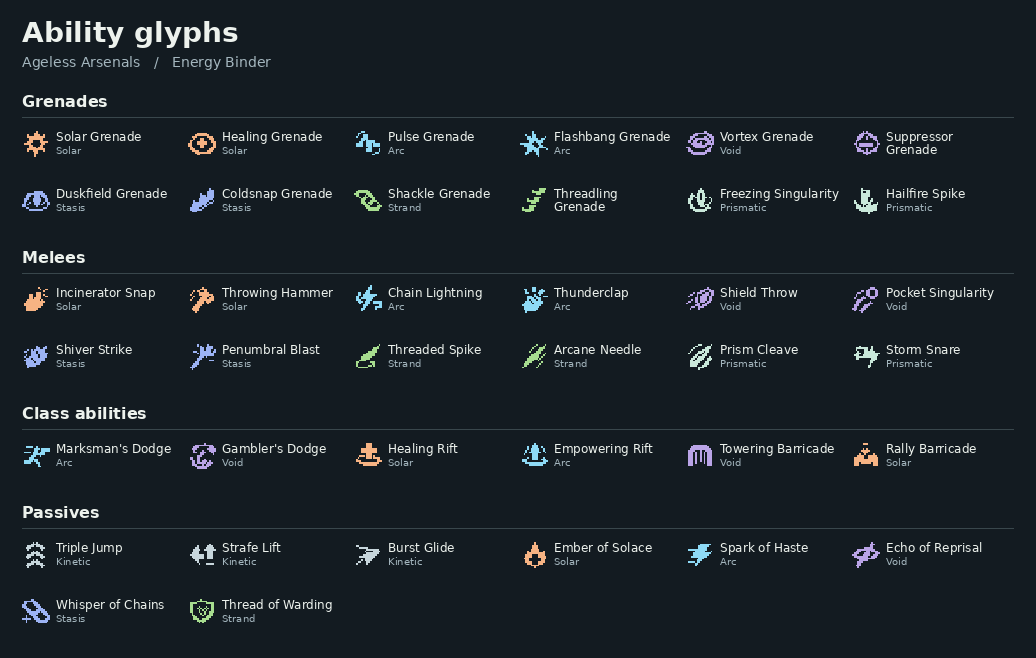 Ability glyphs
Ageless Arsenals / Energy Binder
Grenades
Solar Grenade
Solar
Healing Grenade
Solar
Pulse Grenade
Arc
Flashbang Grenade
Arc
Vortex Grenade
Void
Suppressor
Grenade
Duskfield Grenade
Stasis
Coldsnap Grenade
Stasis
Shackle Grenade
Strand
Threadling
Grenade
Freezing Singularity
Prismatic
Hailfire Spike
Prismatic
Melees
Incinerator Snap
Solar
Throwing Hammer
Solar
Chain Lightning
Arc
Thunderclap
Arc
Shield Throw
Void
Pocket Singularity
Void
Shiver Strike
Stasis
Penumbral Blast
Stasis
Threaded Spike
Strand
Arcane Needle
Strand
Prism Cleave
Prismatic
Storm Snare
Prismatic
Class abilities
Marksman's Dodge
Arc
Gambler's Dodge
Void
Healing Rift
Solar
Empowering Rift
Arc
Towering Barricade
Void
Rally Barricade
Solar
Passives
Triple Jump
Kinetic
Strafe Lift
Kinetic
Burst Glide
Kinetic
Ember of Solace
Solar
Spark of Haste
Arc
Echo of Reprisal
Void
Whisper of Chains
Stasis
Thread of Warding
Strand